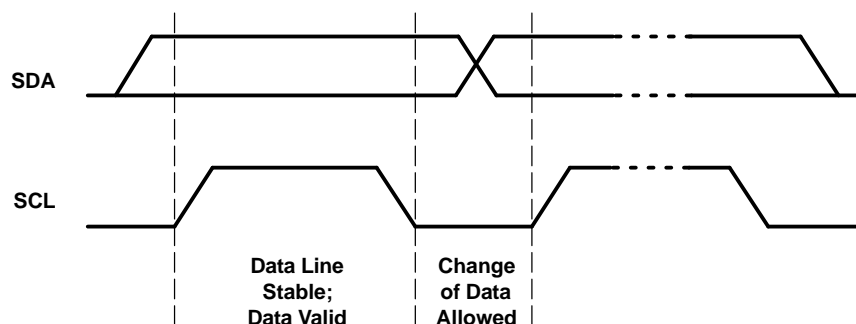 SDA
SCL
Data Line
Stable;
Data Valid
Change
of Data
Allowed